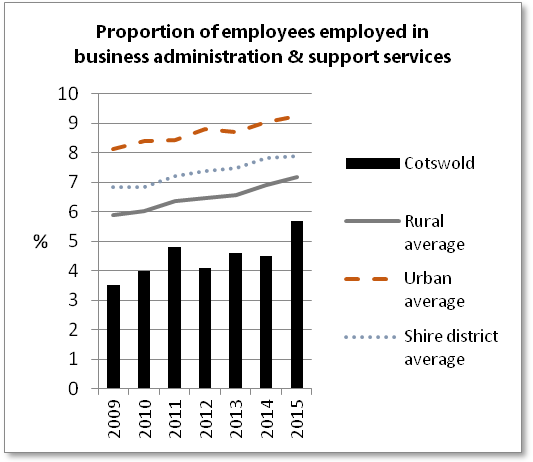 Proportion of employees employed in
business administration & support services
10
9
8
7
6
5
4
3
2
1
0
%
2009
2010
2011
2012
2013
2014
2015
Cotswold
Rural
average
Urban
average
Shire district
average